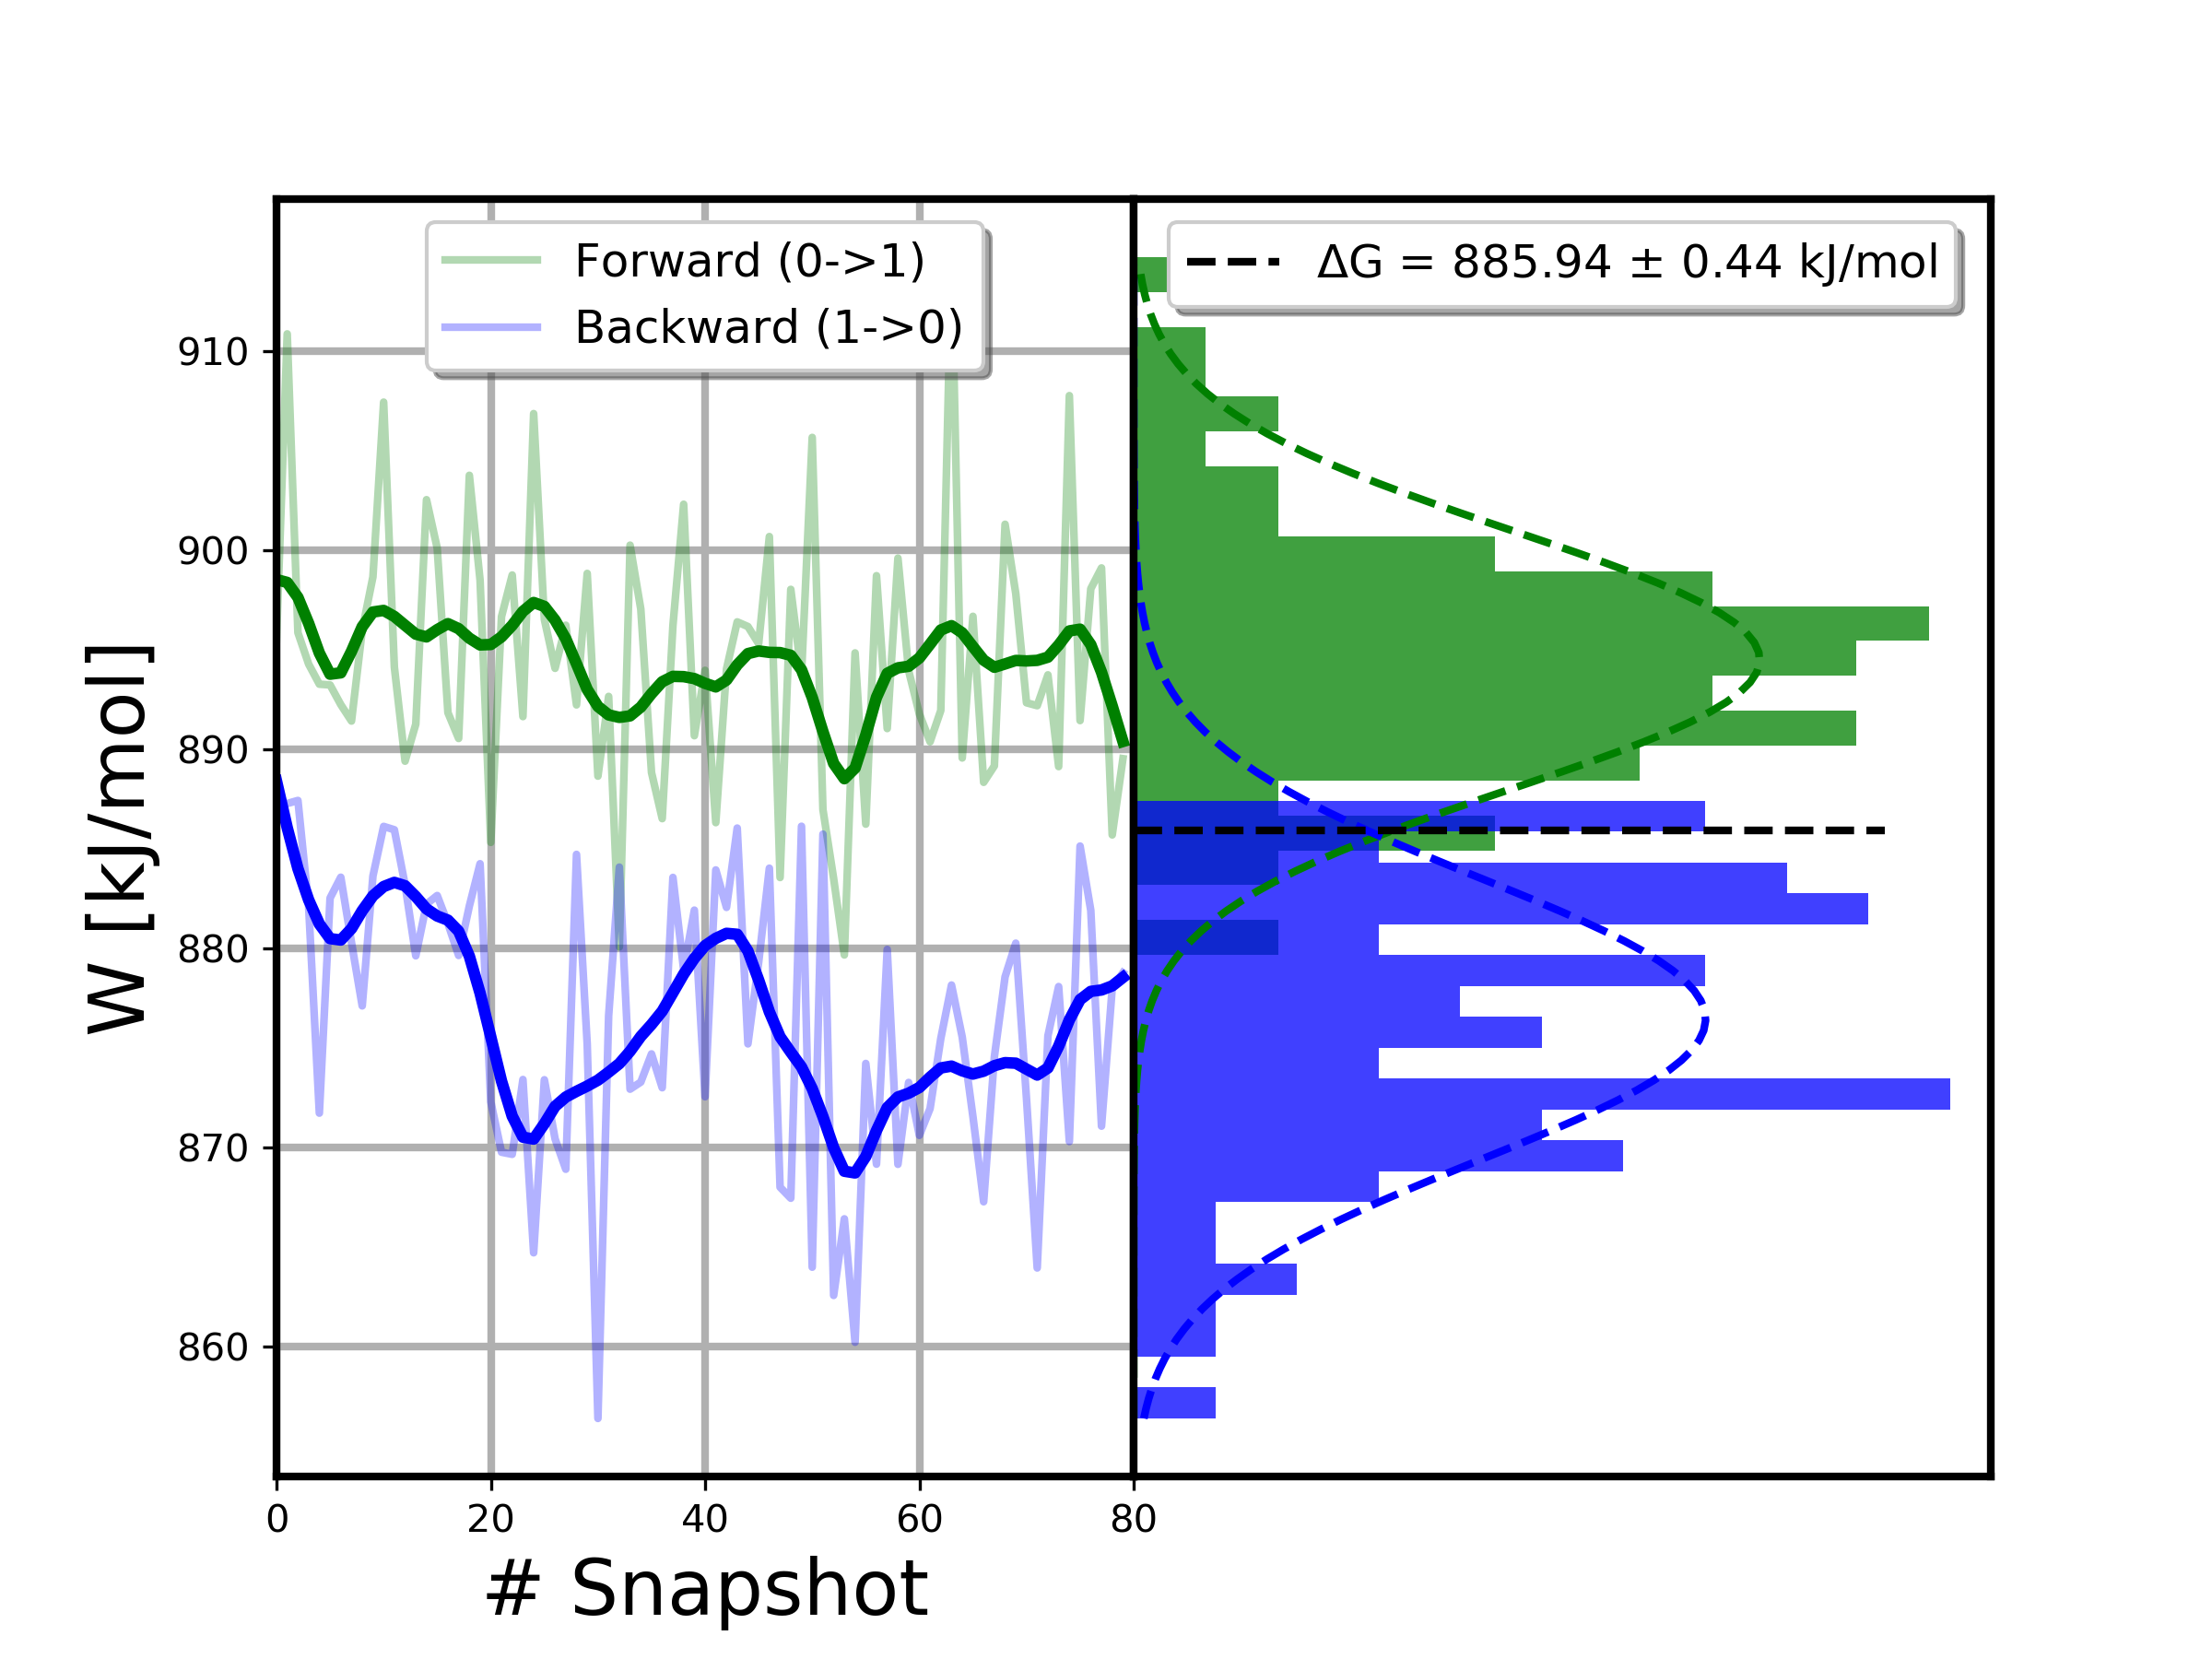 Forward (0->1)
Backward (1->0)
ΔG = 885.94 ± 0.44 kJ/mol
W [kJ/mol]
910
900
890
880
870
860
0 20 40 60 80
# Snapshot